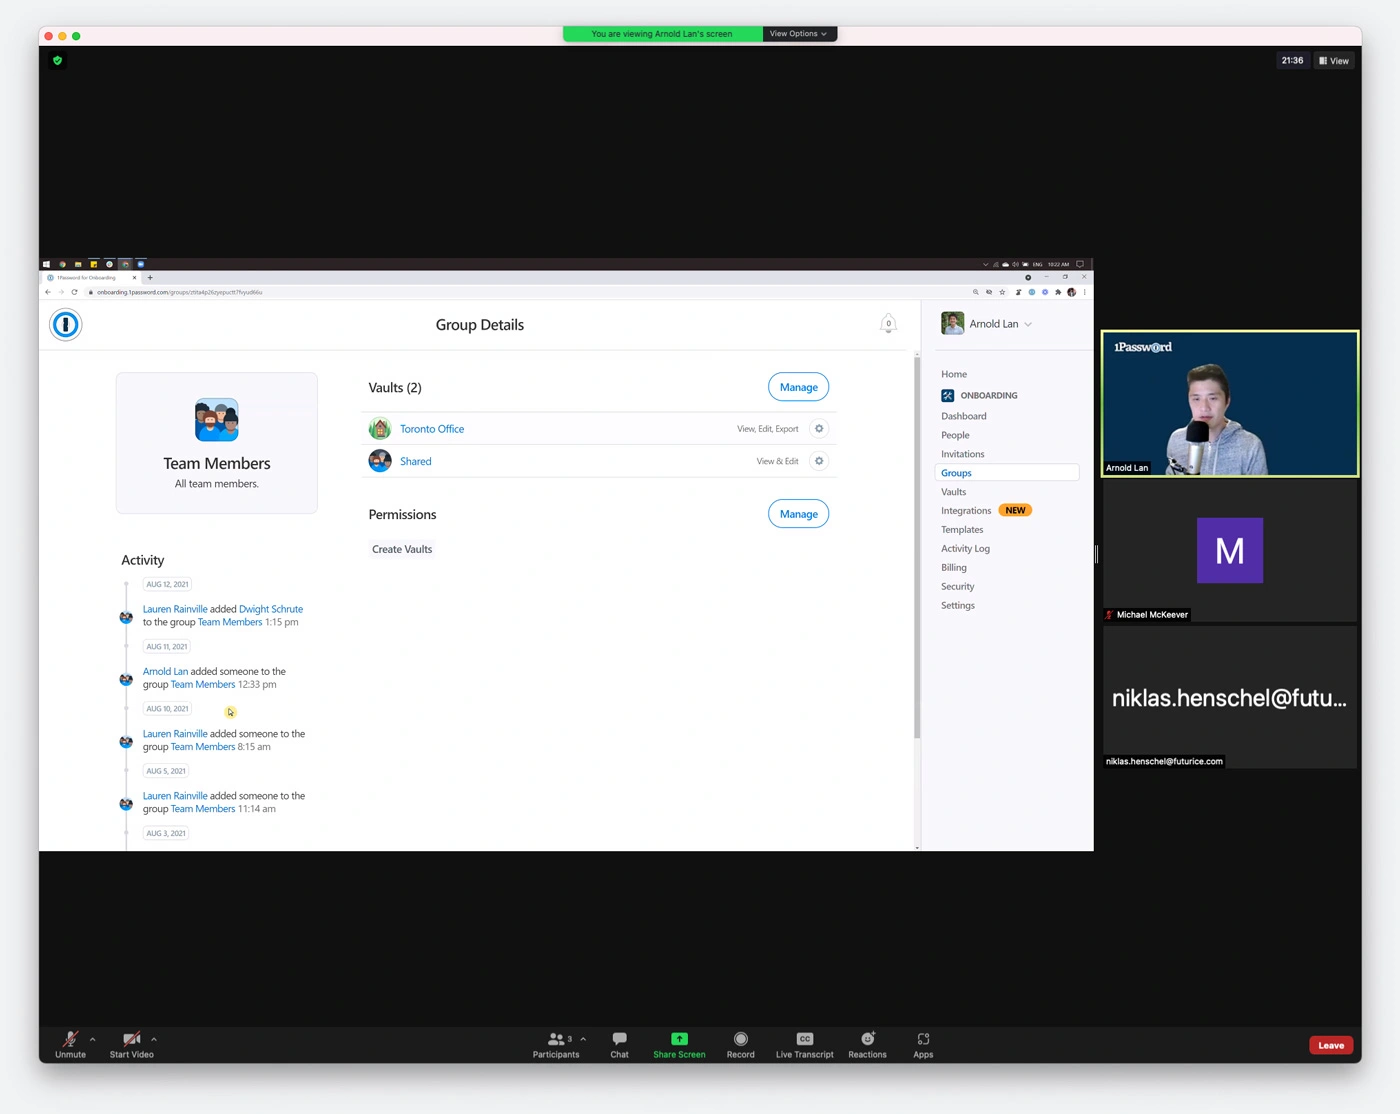 You are viewing Arnold Lan's screen
View Options
21:36
View
ENG 10:22 AM
1Password for Onboarding
Group Details
0
Arnold Lan
Team Members
All team members.
Vaults (2)
Manage
Toronto Office
View, Edit, Export
Shared
View & Edit
Permissions
Manage
Create Vaults
Activity
AUG 12, 2021
Lauren Rainville added Dwight Schrute
to the group Team Members 1:15 pm
AUG 11, 2021
Arnold Lan added someone to the
group Team Members 12:33 pm
AUG 10, 2021
Lauren Rainville added someone to the
group Team Members 8:15 am
AUG 5, 2021
Lauren Rainville added someone to the
group Team Members 11:14 am
AUG 3, 2021
Home
ONBOARDING
Dashboard
People
Invitations
Groups
Vaults
Integrations NEW
Templates
Activity Log
Billing
Security
Settings
1Password
Arnold Lan
M
Michael McKeever
niklas.henschel@futu...
niklas.henschel@futurice.com
Unmute
Start Video
Participants 3
Chat
Share Screen
Record
CC
Live Transcript
Reactions
Apps
Leave